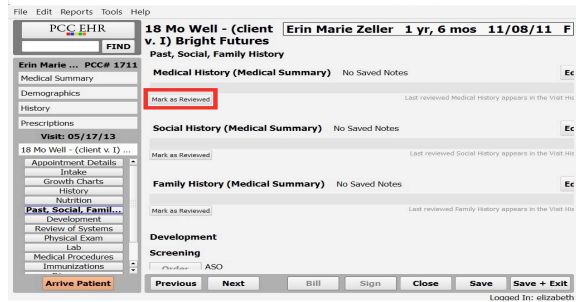 File Edit Reports Tools Help
PCC EHR
FIND
Erin Marie ... PCC# 1711
Medical Summary
Demographics
History
Prescriptions
Visit: 05/17/13
18 Mo Well - (client v. I) ...
Appointment Details
Intake
Growth Charts
History
Nutrition
Past, Social, Famil...
Development
Review of Systems
Physical Exam
Lab
Medical Procedures
Immunizations
Arrive Patient
18 Mo Well - (client v. I) Bright Futures
Erin Marie Zeller 1 yr, 6 mos 11/08/11 F
Past, Social, Family History
Medical History (Medical Summary) No Saved Notes Ec
Mark as Reviewed Last reviewed Medical History appears in the Visit His
Social History (Medical Summary) No Saved Notes Ec
Mark as Reviewed Last reviewed Social History appears in the Visit His
Family History (Medical Summary) No Saved Notes Ec
Mark as Reviewed Last reviewed Family History appears in the Visit His
Development
Screening
Order ASQ
Previous Next Bill Sign Close Save Save + Exit
Logged In: elizabeth